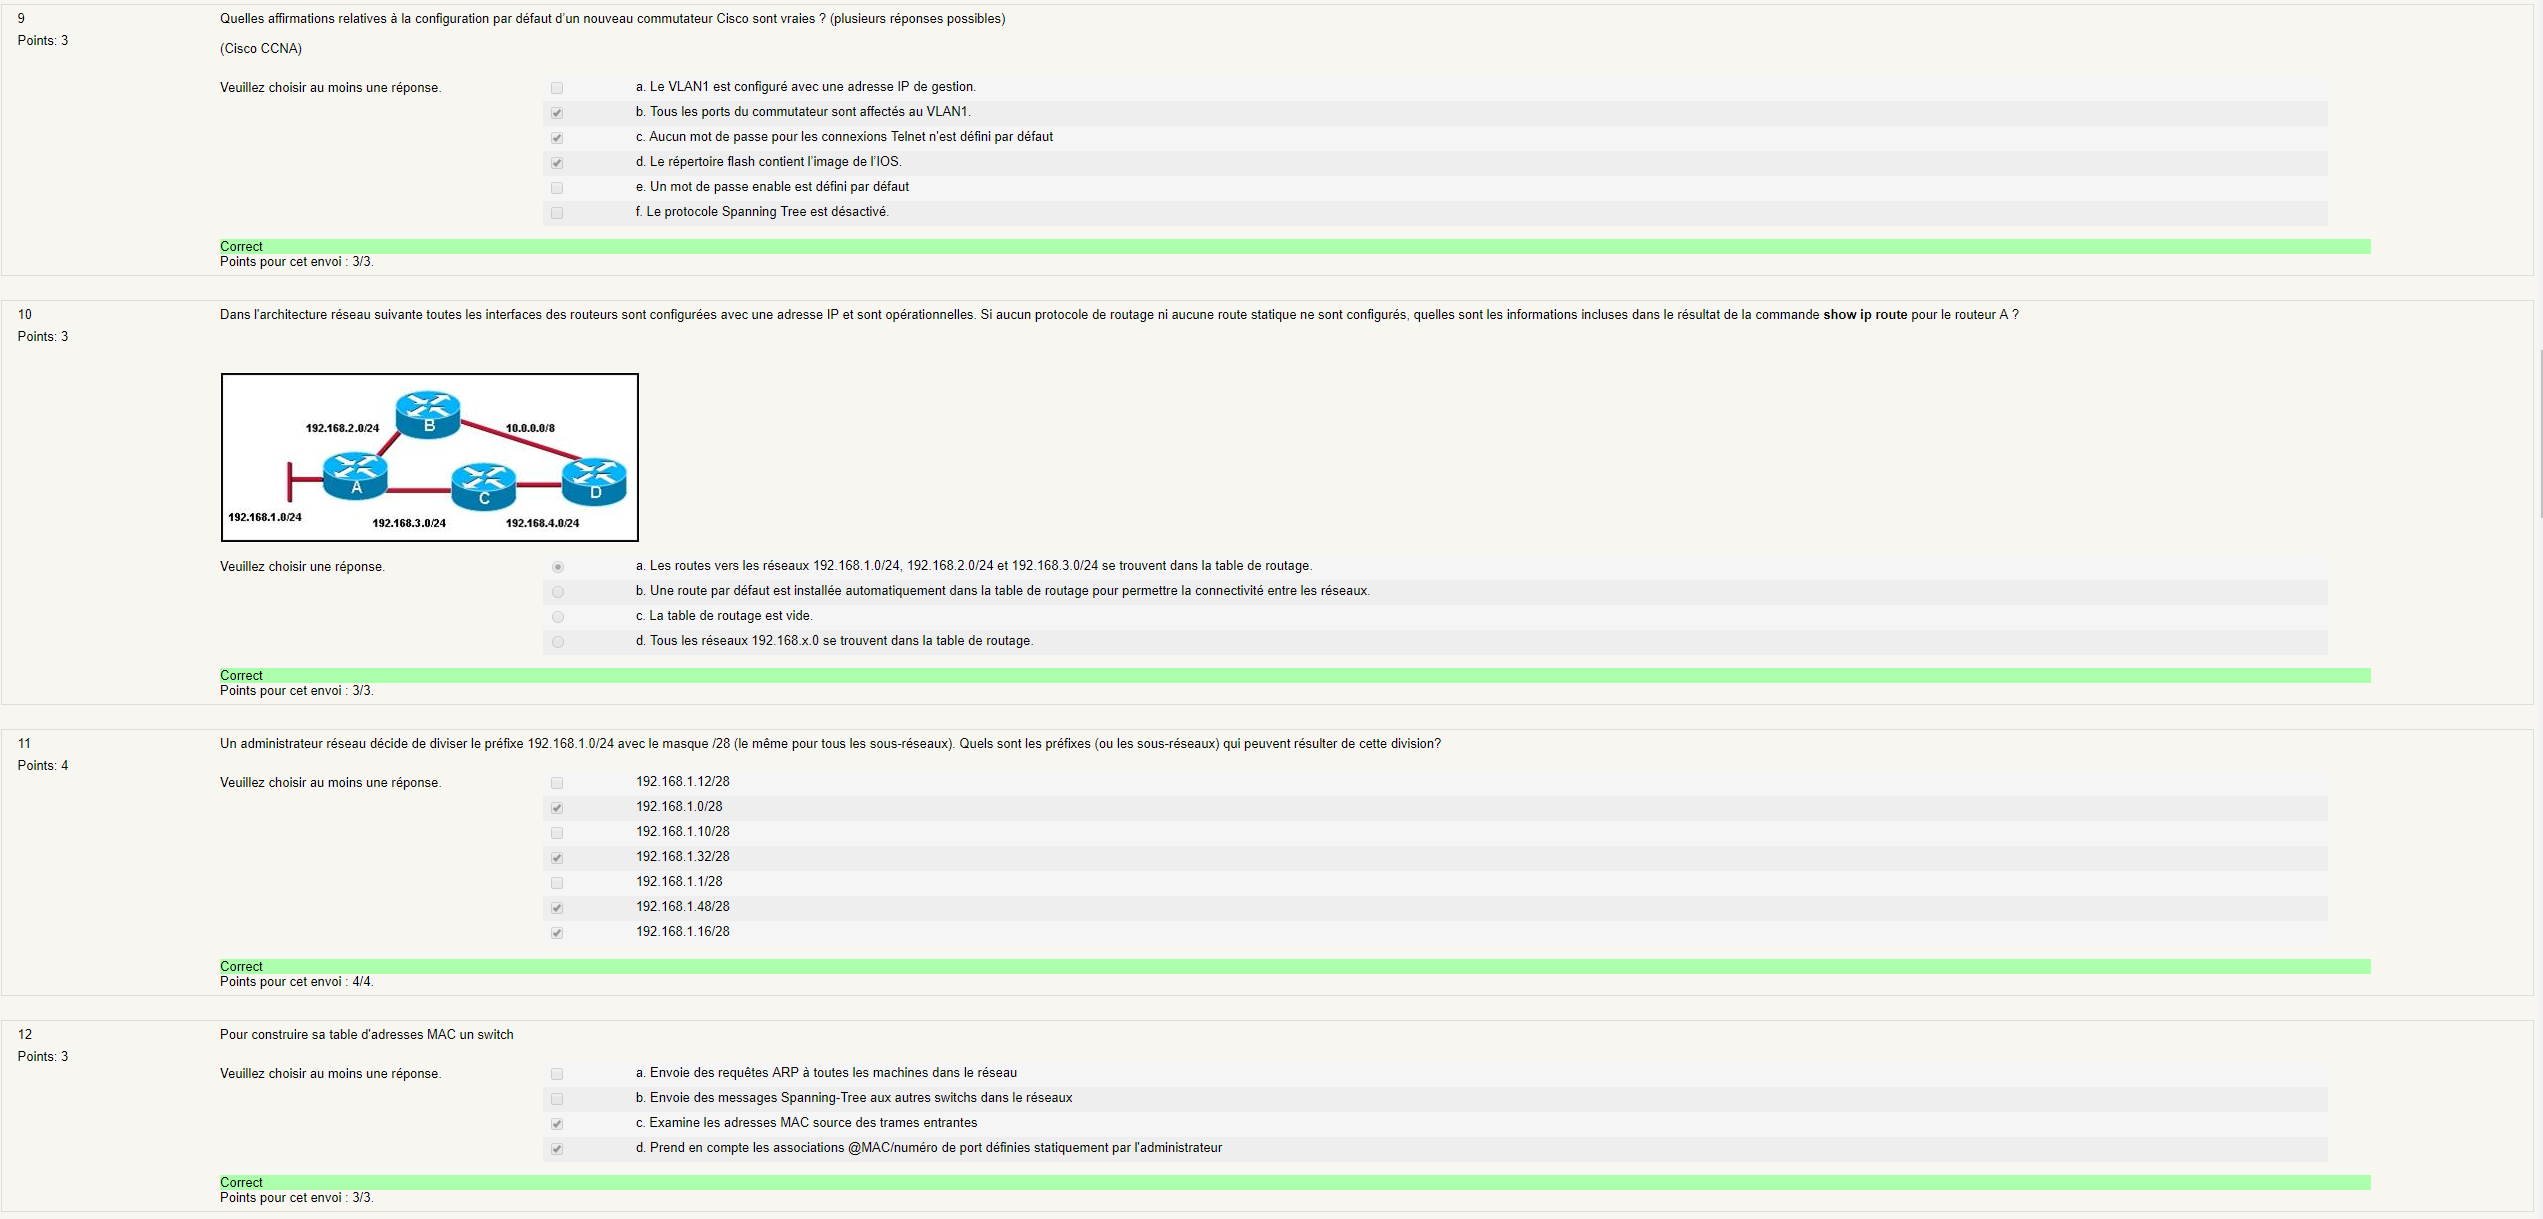 9
Points: 3
Quelles affirmations relatives à la configuration par défaut d'un nouveau commutateur Cisco sont vraies ? (plusieurs réponses possibles)
(Cisco CCNA)
Veuillez choisir au moins une réponse.
a. Le VLAN1 est configuré avec une adresse IP de gestion.
b. Tous les ports du commutateur sont affectés au VLAN1.
c. Aucun mot de passe pour les connexions Telnet n'est défini par défaut
d. Le répertoire flash contient l'image de l'IOS.
e. Un mot de passe enable est défini par défaut
f. Le protocole Spanning Tree est désactivé.
Correct
Points pour cet envoi : 3/3.
10
Points: 3
Dans l'architecture réseau suivante toutes les interfaces des routeurs sont configurées avec une adresse IP et sont opérationnelles. Si aucun protocole de routage ni aucune route statique ne sont configurés, quelles sont les informations incluses dans le résultat de la commande show ip route pour le routeur A ?
192.168.2.0/24
B
10.0.0.0/8
A
C
D
192.168.1.0/24
192.168.3.0/24
192.168.4.0/24
Veuillez choisir une réponse.
a. Les routes vers les réseaux 192.168.1.0/24, 192.168.2.0/24 et 192.168.3.0/24 se trouvent dans la table de routage.
b. Une route par défaut est installée automatiquement dans la table de routage pour permettre la connectivité entre les réseaux.
c. La table de routage est vide.
d. Tous les réseaux 192.168.x.0 se trouvent dans la table de routage.
Correct
Points pour cet envoi : 3/3.
11
Points: 4
Un administrateur réseau décide de diviser le préfixe 192.168.1.0/24 avec le masque /28 (le même pour tous les sous-réseaux). Quels sont les préfixes (ou les sous-réseaux) qui peuvent résulter de cette division?
Veuillez choisir au moins une réponse.
192.168.1.12/28
192.168.1.0/28
192.168.1.10/28
192.168.1.32/28
192.168.1.1/28
192.168.1.48/28
192.168.1.16/28
Correct
Points pour cet envoi : 4/4.
12
Points: 3
Pour construire sa table d'adresses MAC un switch
Veuillez choisir au moins une réponse.
a. Envoie des requêtes ARP à toutes les machines dans le réseau
b. Envoie des messages Spanning-Tree aux autres switchs dans le réseaux
c. Examine les adresses MAC source des trames entrantes
d. Prend en compte les associations @MAC/numéro de port définies statiquement par l'administrateur
Correct
Points pour cet envoi : 3/3.